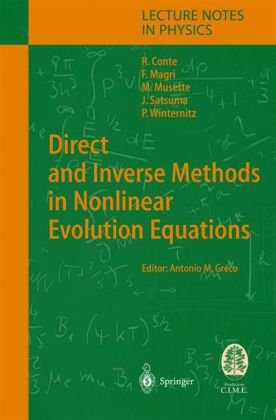 LECTURE NOTES
IN PHYSICS
R. Conte
F. Magri
M. Musette
J. Satsuma
P. Winternitz
Direct
and Inverse Methods
in Nonlinear
Evolution Equations
Editor: Antonio M. Greco
Springer
Fondazione
C.I.M.E.